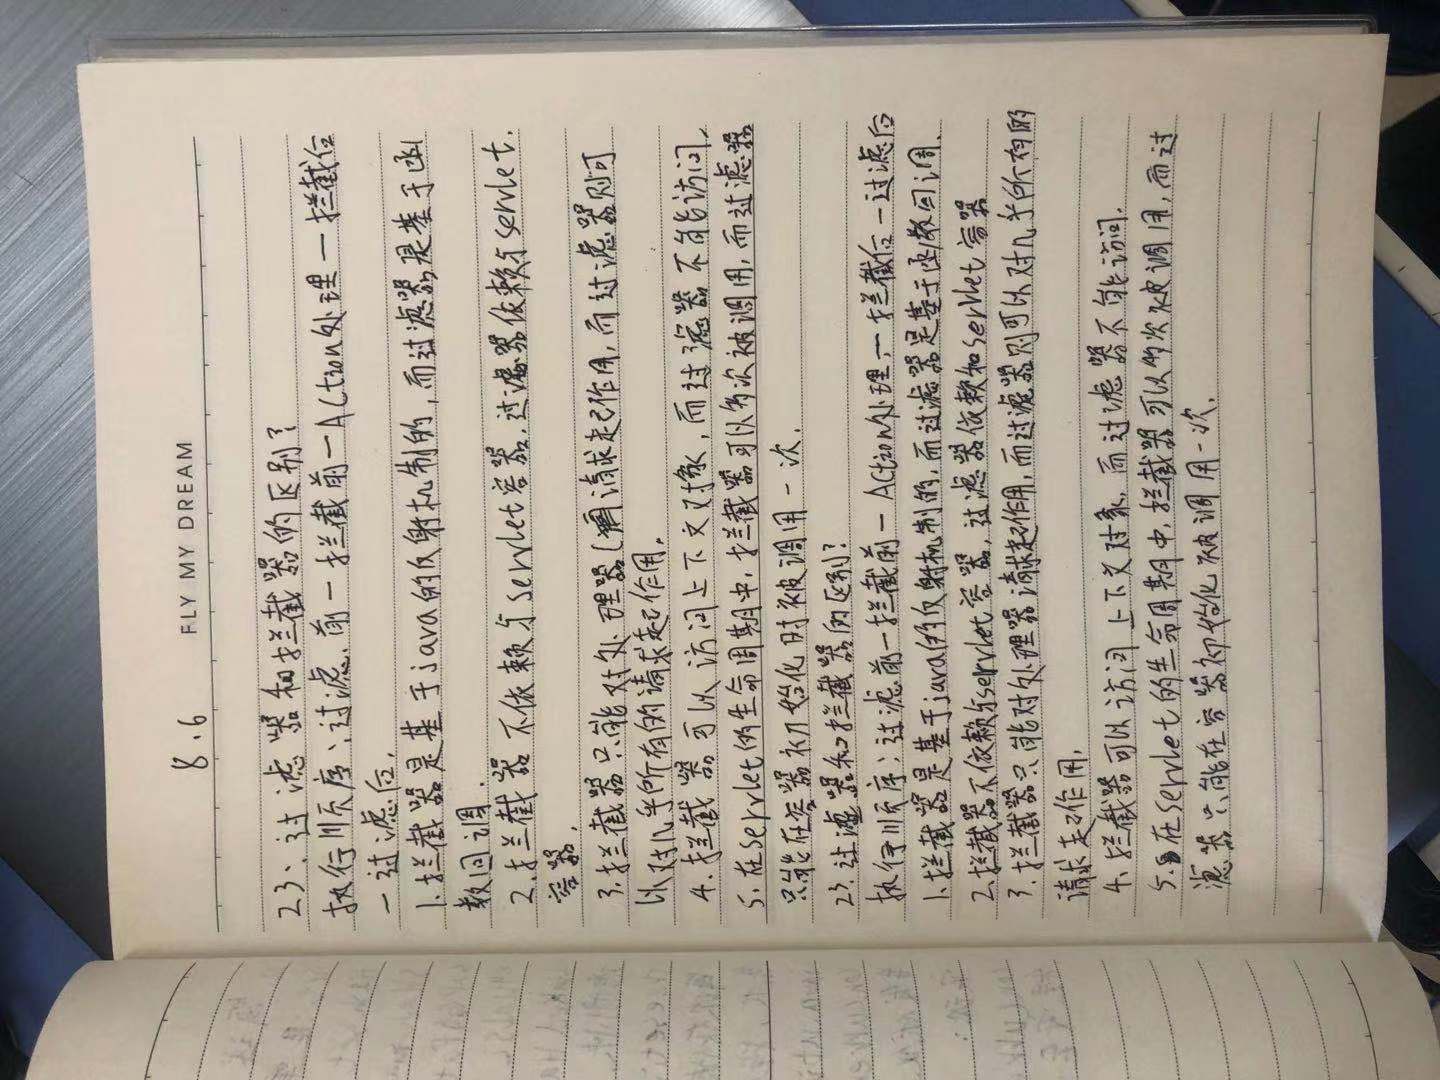 8.6 FLY MY DREAM
23、过滤器和拦截器的区别?
执行顺序:过滤前一拦截前一Action处理一拦截后
一过滤后.
1.拦截器是基于java的反射机制的,而过滤器是基于函
数回调.
2.拦截器不依赖与servlet容器,过滤器依赖与servlet.
容器.
3.拦截器只能对处理器请求起作用,而过滤器则可
以对几乎所有的请求起作用.
4.拦截器可以访问上下文对象,而过滤器不能访问.
5.在servlet的生命周期中,拦截器可以多次被调用,而过滤器
只能在容器初始化时被调用一次.
23.过滤器和拦截器的区别?
执行顺序:过滤前一拦截前一Action处理,一拦截后一过滤后
1.拦截器是基于java的反射机制的,而过滤器是基于函数回调.
2.拦截器不依赖与servlet容器,过滤器依赖和servlet容器
3.拦截器只能对处理器请求起作用,而过滤器则可以对几乎所有的
请求起作用.
4.拦截器可以访问上下文对象,而过滤器不能访问.
5.在servlet的生命周期中,拦截器可以多次被调用,而过
滤器只能在容器初始化被调用一次.